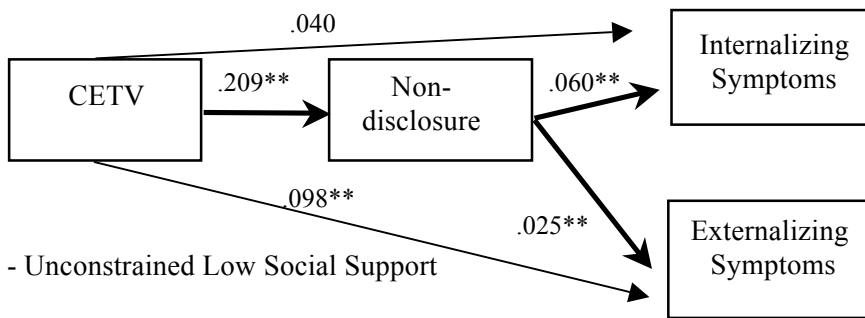 .040
Internalizing
Symptoms
CETV
.209**
Non-
disclosure
.060**
.098**
.025**
Externalizing
Symptoms
- Unconstrained Low Social Support